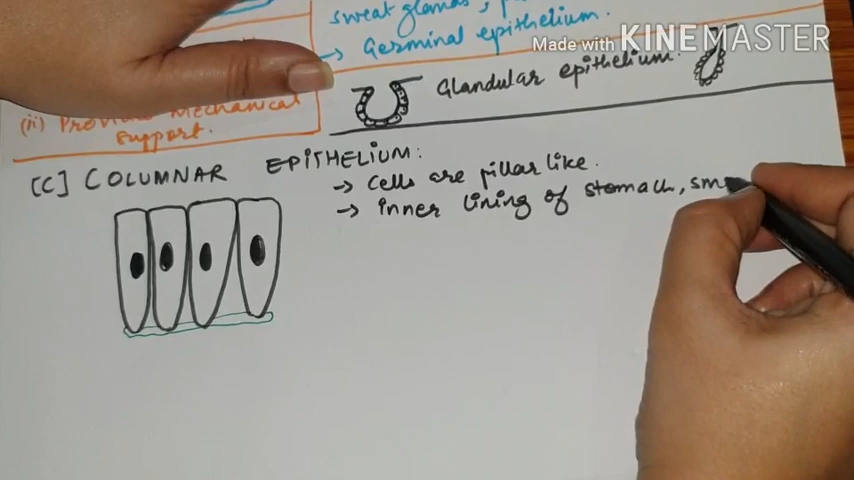 sweat glands,
→ Germinal epithelium.
Made with KINEMASTER
Glandular epithelium.
(ii) Provide Mechanical
support.
[C] COLUMNAR EPITHELIUM:
→ Cells are pillar like.
→ inner lining of stomach, sm